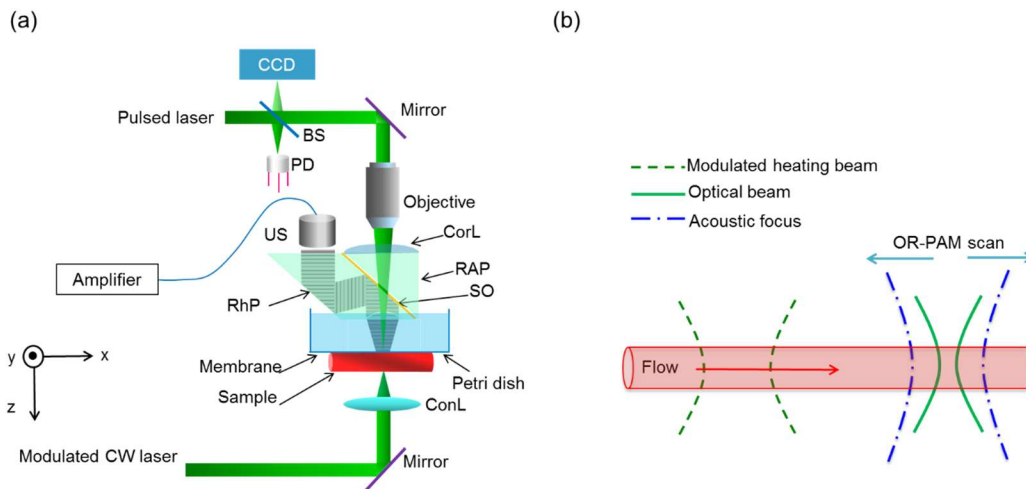 (a)
CCD
Pulsed laser
Mirror
BS
PD
Objective
US
CorL
Amplifier
RAP
RhP
SO
y
x
z
Membrane
Sample
Petri dish
ConL
Modulated CW laser
Mirror
(b)
Modulated heating beam
Optical beam
Acoustic focus
OR-PAM scan
Flow